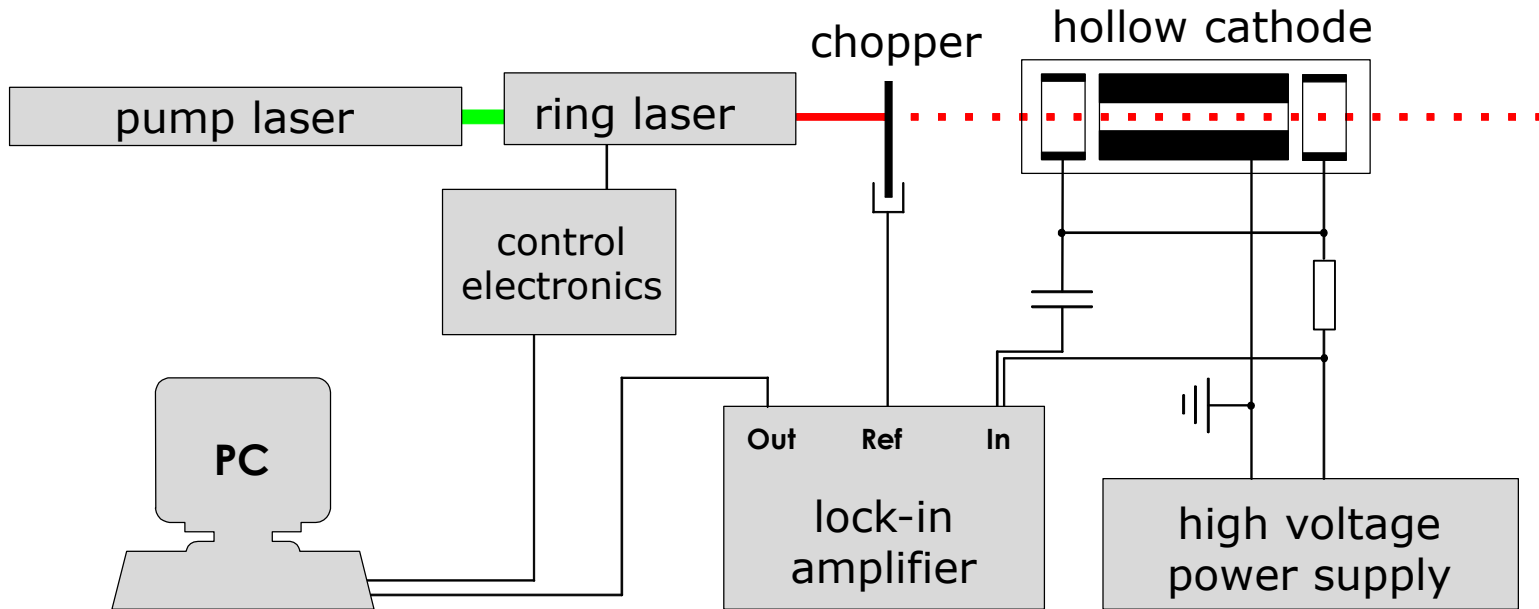 chopper
hollow cathode
pump laser
ring laser
control
electronics
PC
Out
Ref
In
lock-in
amplifier
high voltage
power supply